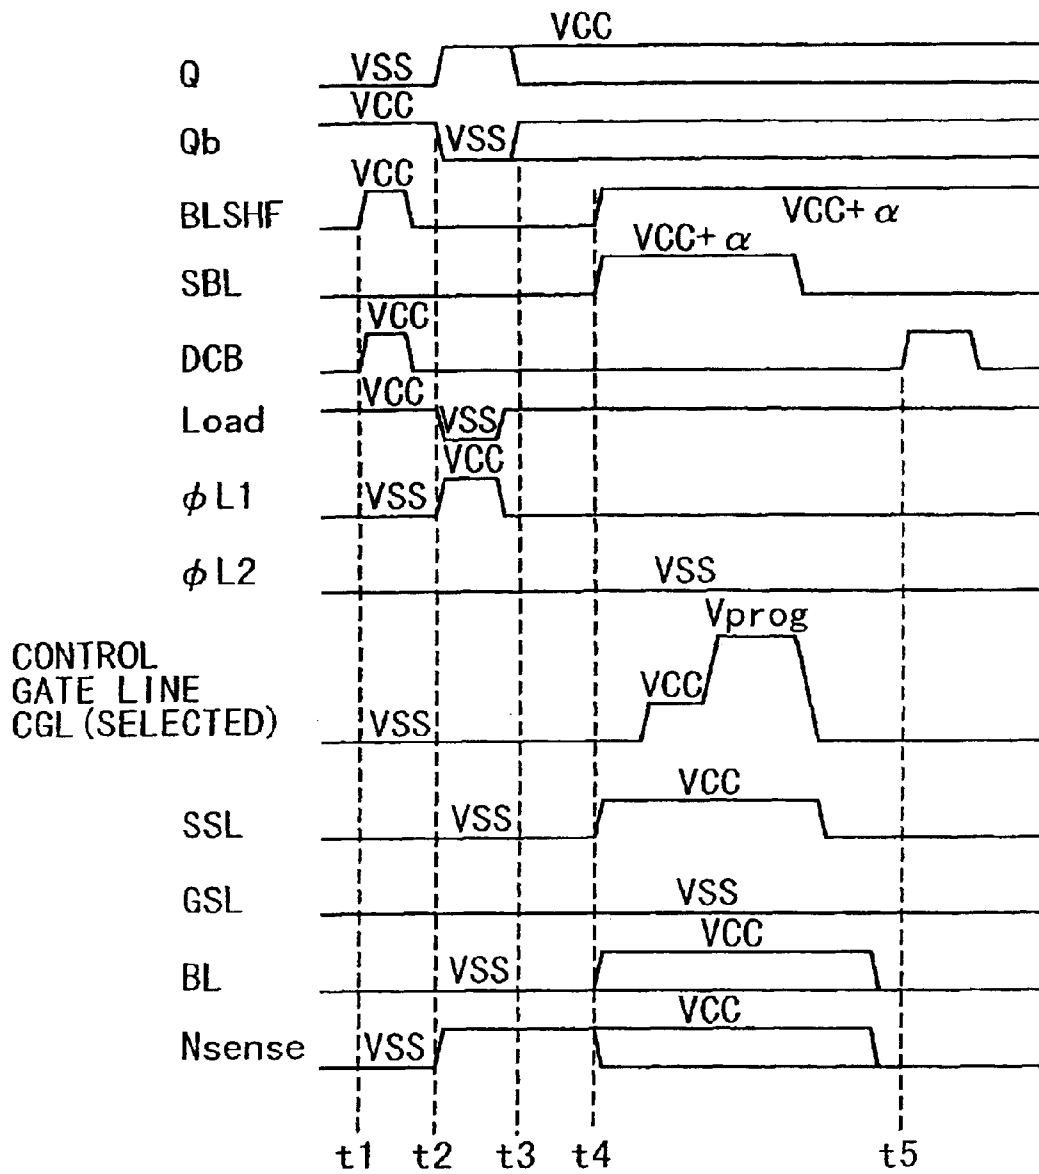 VCC
Q VSS
VCC
Qb VSS
VCC
BLSHF VCC+α
VCC+α
SBL
VCC
DCB
VCC
Load VSS
VCC
φL1 VSS
φL2 VSS
Vprog
CONTROL
GATE LINE VCC
CGL(SELECTED) VSS
VCC
SSL VSS
GSL VSS
VCC
BL VSS
VCC
Nsense VSS
t1 t2 t3 t4 t5